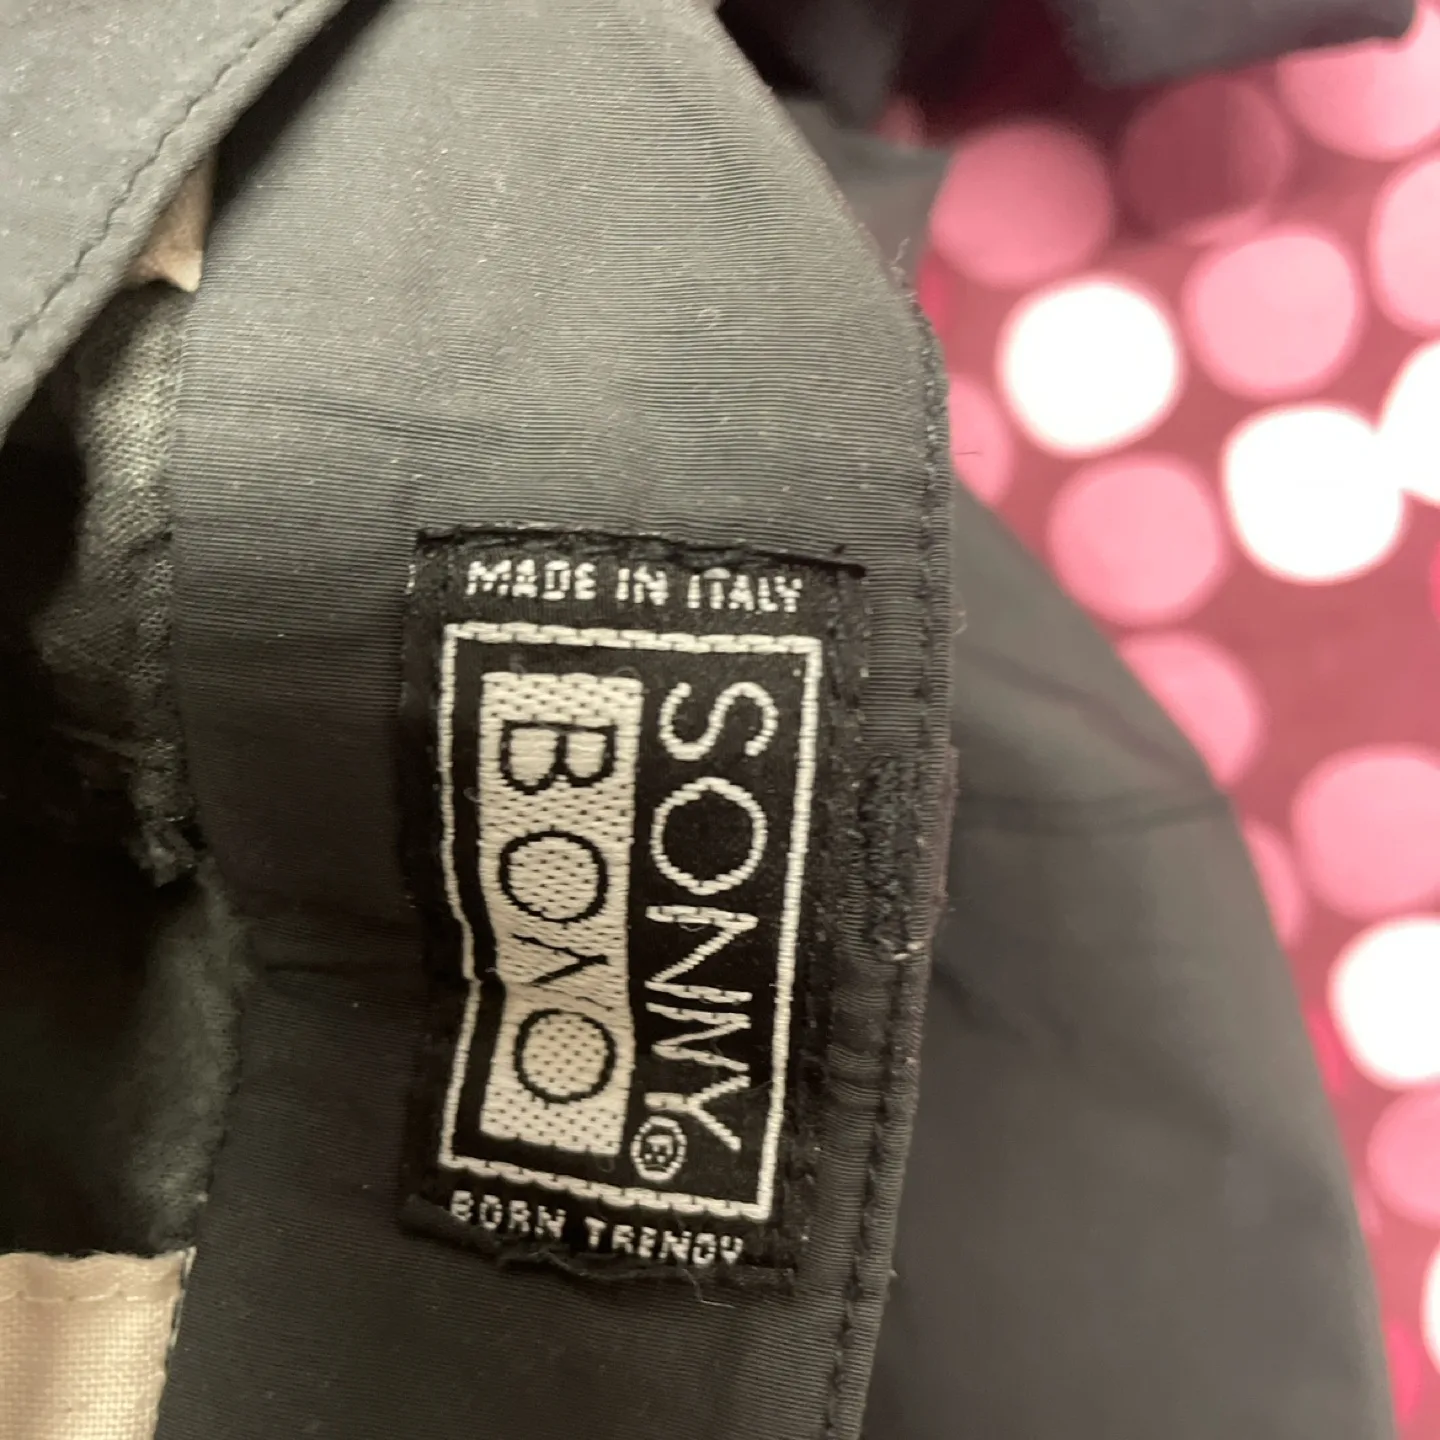 MADE IN ITALY
SONNY
BONO
®
BORN TRENDY